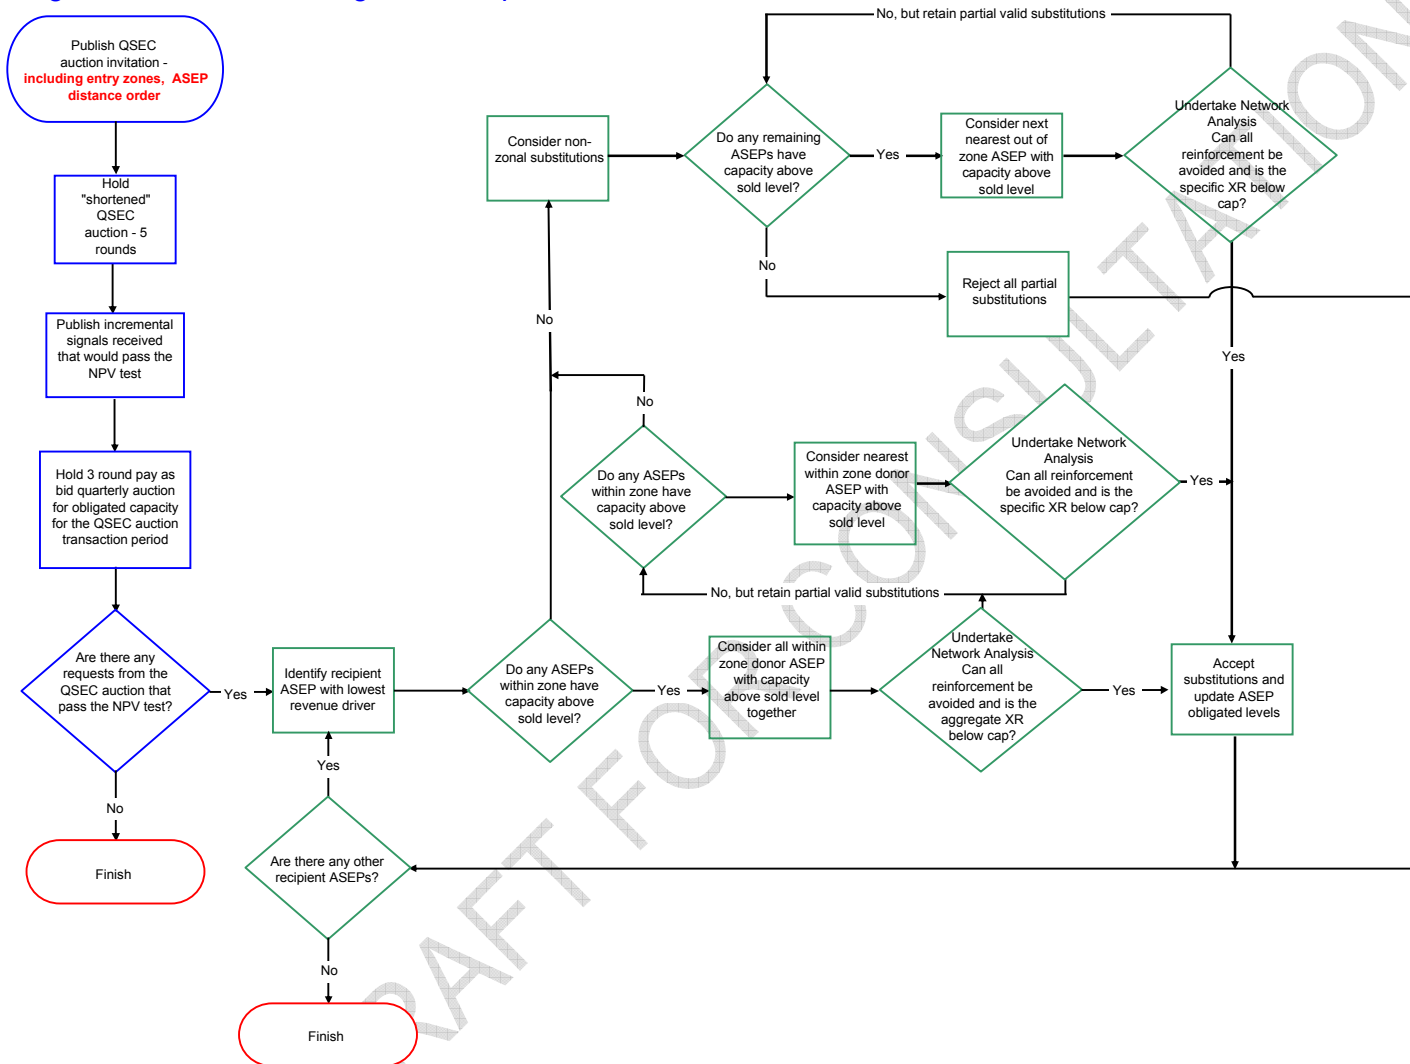 Publish QSEC
auction invitation -
including entry zones,  ASEP
distance order
Hold
"shortened"
QSEC
auction - 5
rounds
Publish incremental
signals received
that would pass the
NPV test
Hold 3 round pay as
bid quarterly auction
for obligated capacity
for the QSEC auction
transaction period
Are there any
requests from the
QSEC auction that
pass the NPV test?
Yes
No
Finish
Identify recipient
ASEP with lowest
revenue driver
Yes
Are there any other
recipient ASEPs?
No
Finish
Do any ASEPs
within zone have
capacity above
sold level?
Yes
No
Consider all within
zone donor ASEP
with capacity
above sold level
together
Undertake
Network Analysis
Can all
reinforcement be
avoided and is the
aggregate XR
below cap?
Yes
Accept
substitutions and
update ASEP
obligated levels
No, but retain partial valid substitutions
Do any ASEPs
within zone have
capacity above
sold level?
No
Consider nearest
within zone donor
ASEP with
capacity above
sold level
Undertake Network
Analysis
Can all reinforcement
be avoided and is the
specific XR below cap?
Yes
Consider non-
zonal substitutions
Do any remaining
ASEPs have
capacity above
sold level?
Yes
No
Reject all partial
substitutions
Consider next
nearest out of
zone ASEP with
capacity above
sold level
Undertake Network
Analysis
Can all
reinforcement be
avoided and is the
specific XR below
cap?
Yes
No, but retain partial valid substitutions
RAFT FOR CONSULTATION